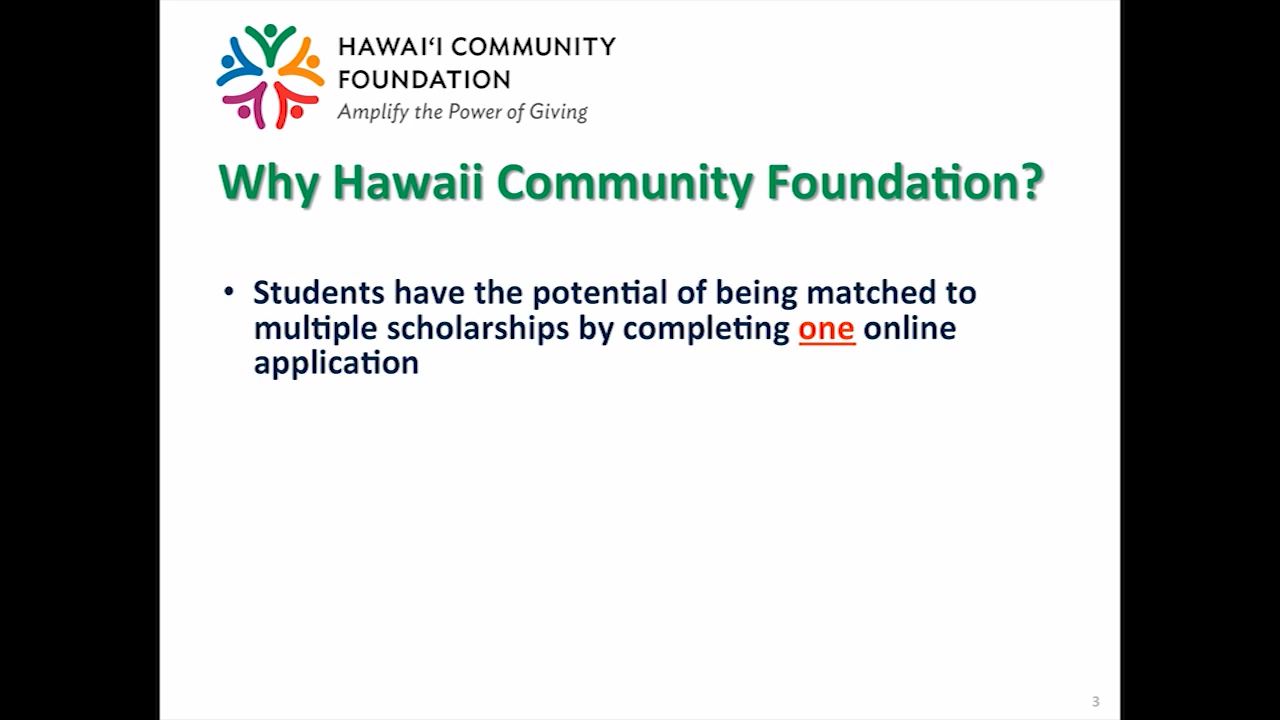 HAWAIʻI COMMUNITY
FOUNDATION
Amplify the Power of Giving
Why Hawaii Community Foundation?
• Students have the potential of being matched to
multiple scholarships by completing one online
application
3